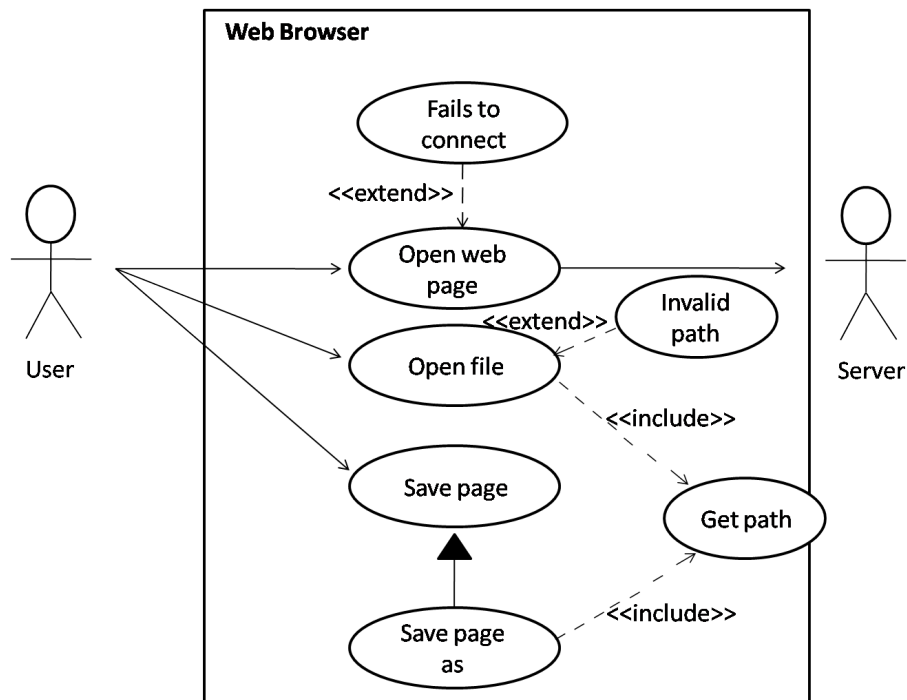 Web Browser
Fails to
connect
<<extend>>
Open web
page
Invalid
path
<<extend>>
User
Open file
Server
<<include>>
Save page
Get path
<<include>>
Save page
as